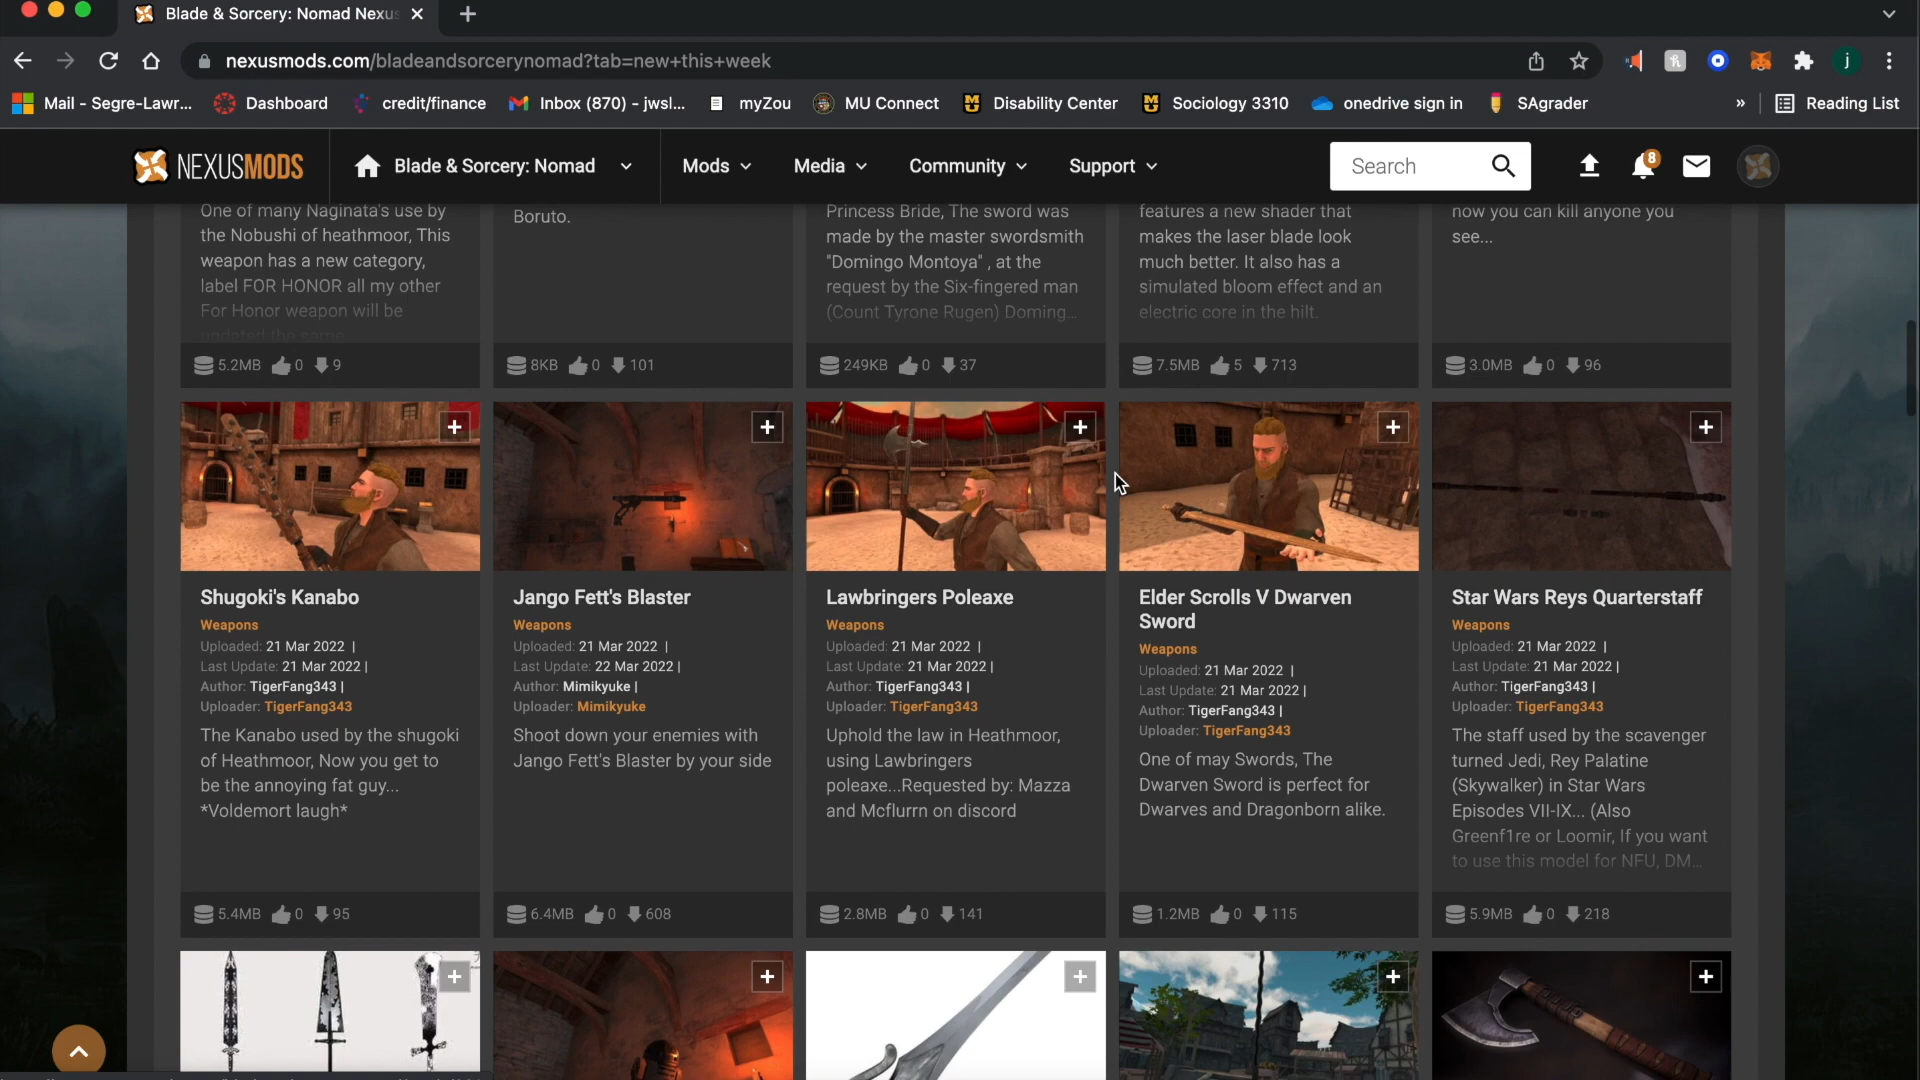 Blade & Sorcery: Nomad Nexus
nexusmods.com/bladeandsorcerynomad?tab=new+this+week
j
Mail - Segre-Lawr...
Dashboard
credit/finance
Inbox (870) - jwsl...
myZou
MU Connect
Disability Center
Sociology 3310
onedrive sign in
SAgrader
»
Reading List
NEXUSMODS
Blade & Sorcery: Nomad
Mods
Media
Community
Support
Search
8
One of many Naginata's use by
the Nobushi of heathmoor, This
weapon has a new category,
label FOR HONOR all my other
For Honor weapon will be
updated the same
5.2MB 0 9
Boruto.
8KB 0 101
Princess Bride, The sword was
made by the master swordsmith
"Domingo Montoya" , at the
request by the Six-fingered man
(Count Tyrone Rugen) Doming...
249KB 0 37
features a new shader that
makes the laser blade look
much better. It also has a
simulated bloom effect and an
electric core in the hilt.
7.5MB 5 713
now you can kill anyone you
see...
3.0MB 0 96
Shugoki's Kanabo
Weapons
Uploaded: 21 Mar 2022 |
Last Update: 21 Mar 2022 |
Author: TigerFang343 |
Uploader: TigerFang343
The Kanabo used by the shugoki
of Heathmoor, Now you get to
be the annoying fat guy...
*Voldemort laugh*
5.4MB 0 95
Jango Fett's Blaster
Weapons
Uploaded: 21 Mar 2022 |
Last Update: 22 Mar 2022 |
Author: Mimikyuke |
Uploader: Mimikyuke
Shoot down your enemies with
Jango Fett's Blaster by your side
6.4MB 0 608
Lawbringers Poleaxe
Weapons
Uploaded: 21 Mar 2022 |
Last Update: 21 Mar 2022 |
Author: TigerFang343 |
Uploader: TigerFang343
Uphold the law in Heathmoor,
using Lawbringers
poleaxe...Requested by: Mazza
and Mcflurrn on discord
2.8MB 0 141
Elder Scrolls V Dwarven
Sword
Weapons
Uploaded: 21 Mar 2022 |
Last Update: 21 Mar 2022 |
Author: TigerFang343 |
Uploader: TigerFang343
One of may Swords, The
Dwarven Sword is perfect for
Dwarves and Dragonborn alike.
1.2MB 0 115
Star Wars Reys Quarterstaff
Weapons
Uploaded: 21 Mar 2022 |
Last Update: 21 Mar 2022 |
Author: TigerFang343 |
Uploader: TigerFang343
The staff used by the scavenger
turned Jedi, Rey Palatine
(Skywalker) in Star Wars
Episodes VII-IX... (Also
Greenf1re or Loomir, If you want
to use this model for NFU, DM...
5.9MB 0 218